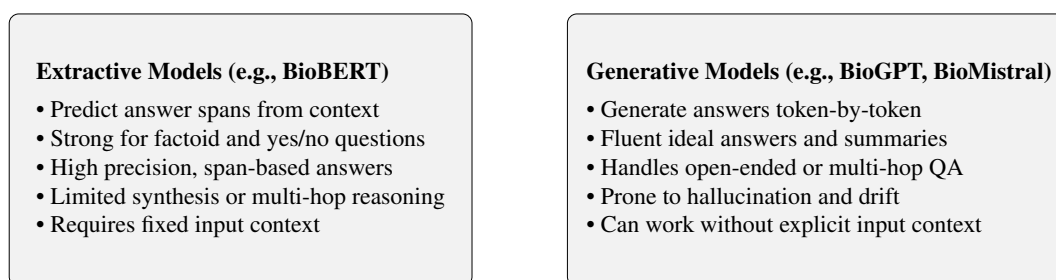 Extractive Models (e.g., BioBERT)
• Predict answer spans from context
• Strong for factoid and yes/no questions
• High precision, span-based answers
• Limited synthesis or multi-hop reasoning
• Requires fixed input context
Generative Models (e.g., BioGPT, BioMistral)
• Generate answers token-by-token
• Fluent ideal answers and summaries
• Handles open-ended or multi-hop QA
• Prone to hallucination and drift
• Can work without explicit input context